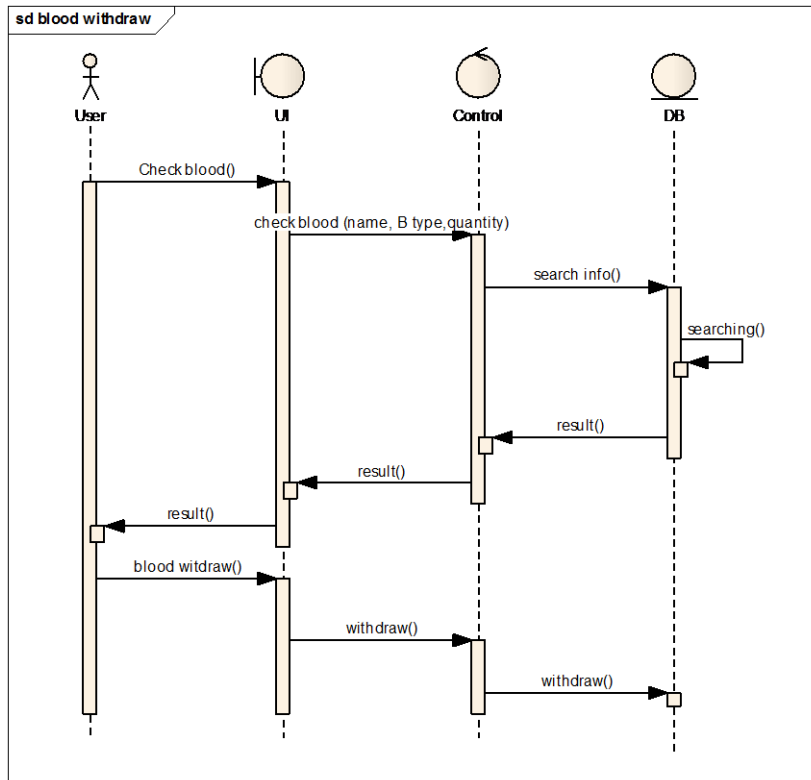 sd blood withdraw
User
UI
Control
DB
Check blood()
check blood (name, B type,quantity)
search info()
searching()
result()
result()
result()
blood witdraw()
withdraw()
withdraw()